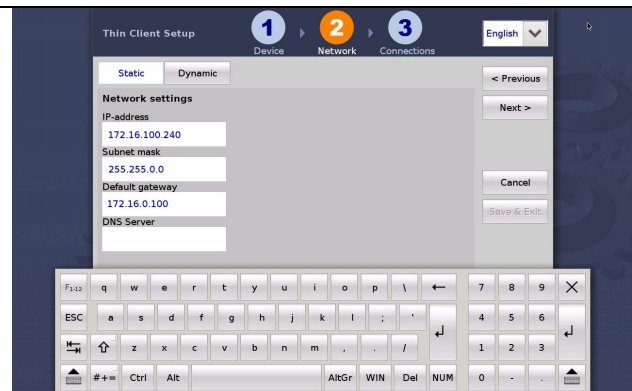 Thin Client Setup
1
2
3
Device
Network
Connections
English
Static
Dynamic
< Previous
Network settings
Next >
IP-address
172.16.100.240
Subnet mask
255.255.0.0
Default gateway
172.16.0.100
Cancel
DNS Server
Save & Exit
F1-12 q w e r t y u i o p \ ← 7 8 9 X
ESC a s d f g h j k l ; ' 4 5 6
z x c v b n m , . / 1 2 3
#+= Ctrl Alt AltGr WIN Del NUM 0 .